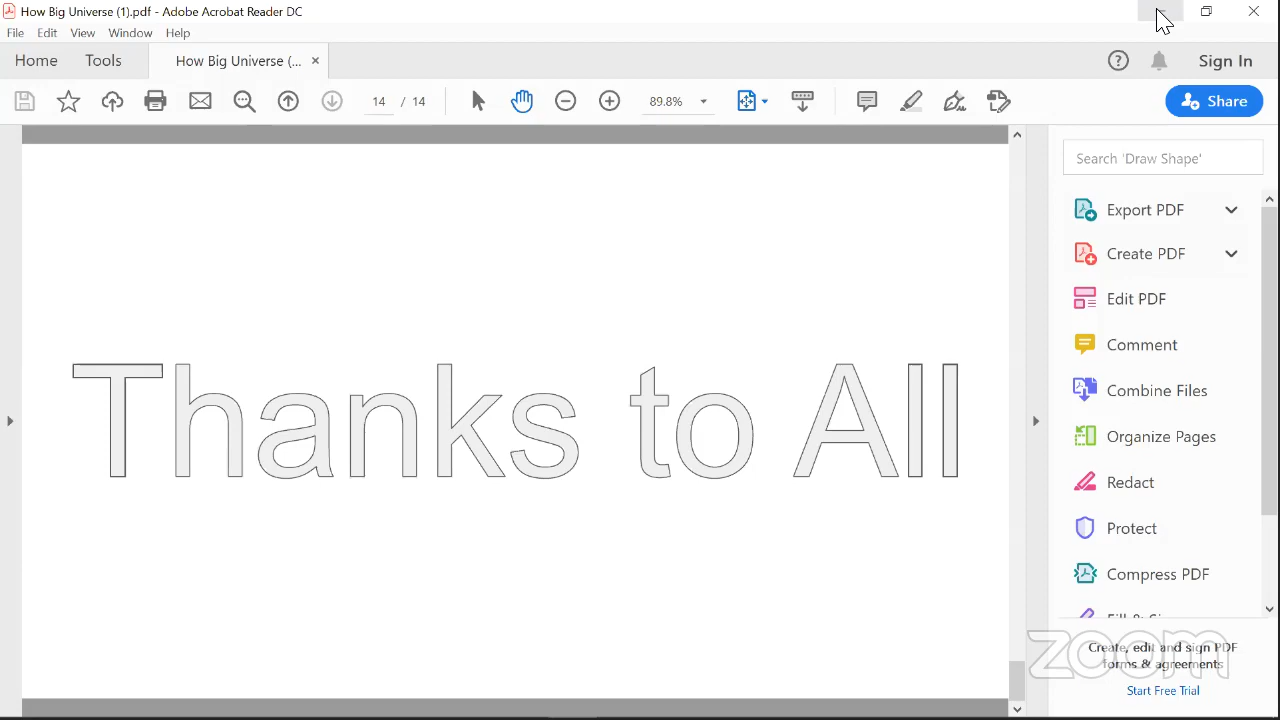 How Big Universe (1).pdf - Adobe Acrobat Reader DC
File Edit View Window Help
Home Tools How Big Universe (... × Sign In
14 / 14 89.8% Share
Search 'Draw Shape'
Export PDF
Create PDF
Edit PDF
Comment
Combine Files
Organize Pages
Redact
Protect
Compress PDF
Thanks to All
zoom
Create, edit and sign PDF
forms & agreements
Start Free Trial